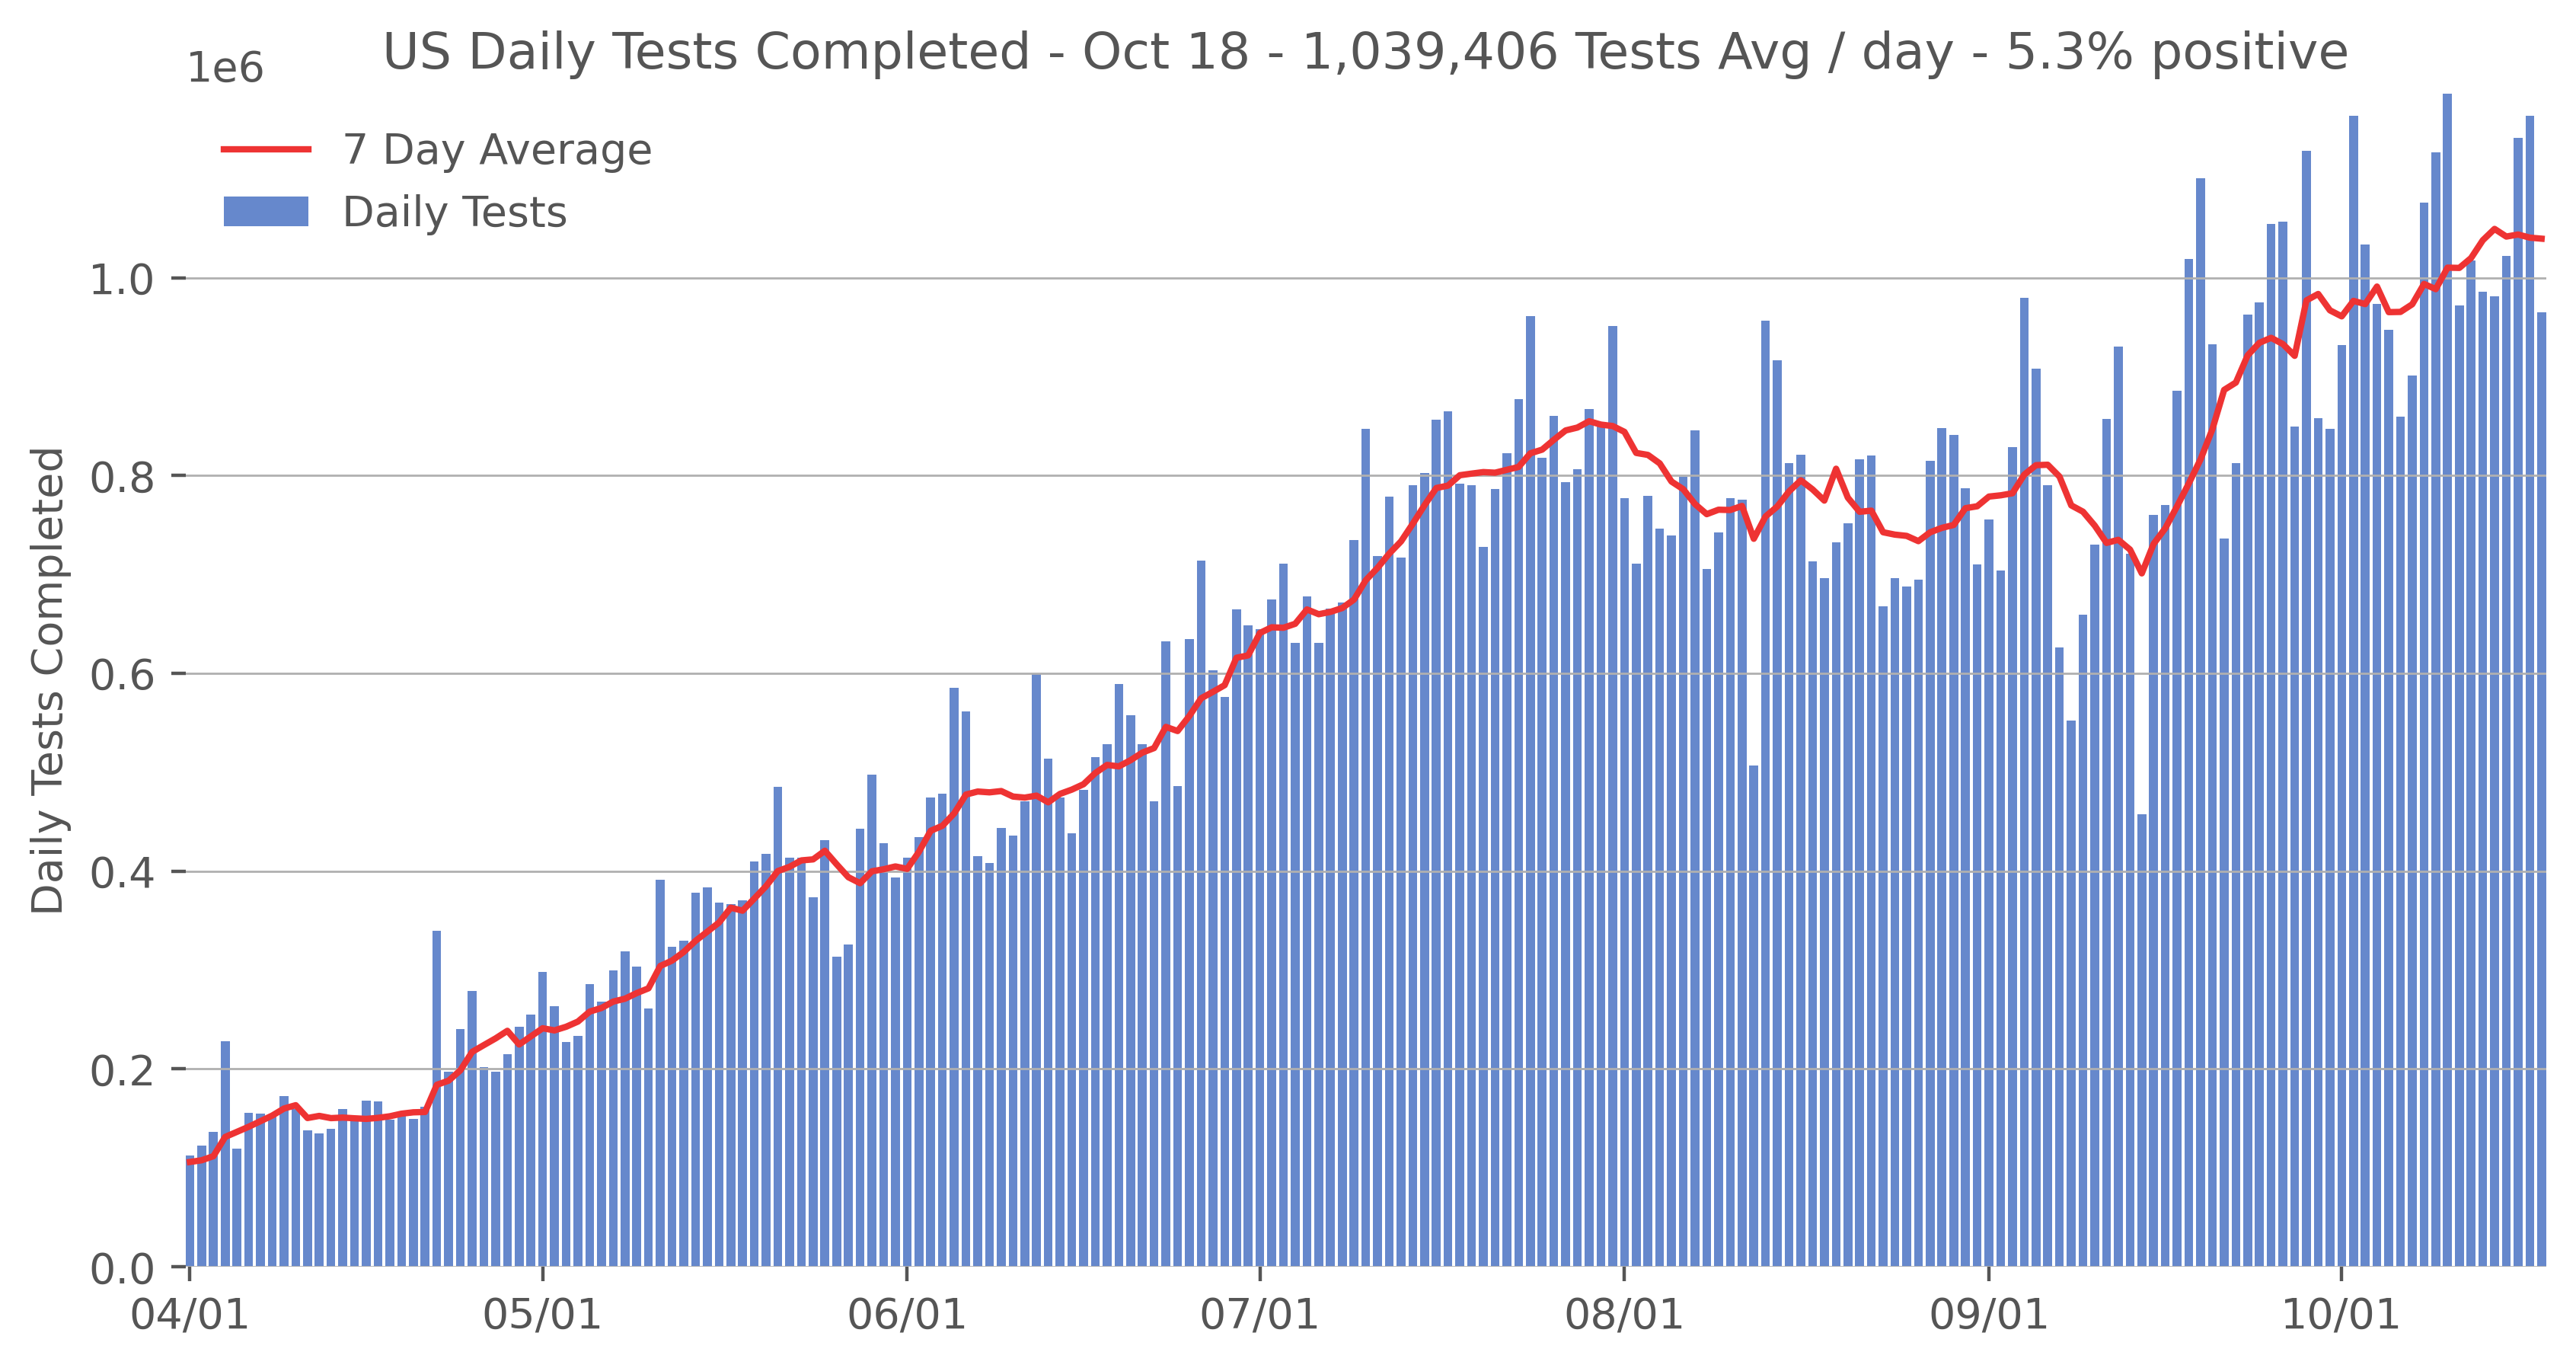 US Daily Tests Completed - Oct 18 - 1,039,406 Tests Avg / day - 5.3% positive
1e6
7 Day Average
Daily Tests
Daily Tests Completed
1.0
0.8
0.6
0.4
0.2
0.0
04/01 05/01 06/01 07/01 08/01 09/01 10/01